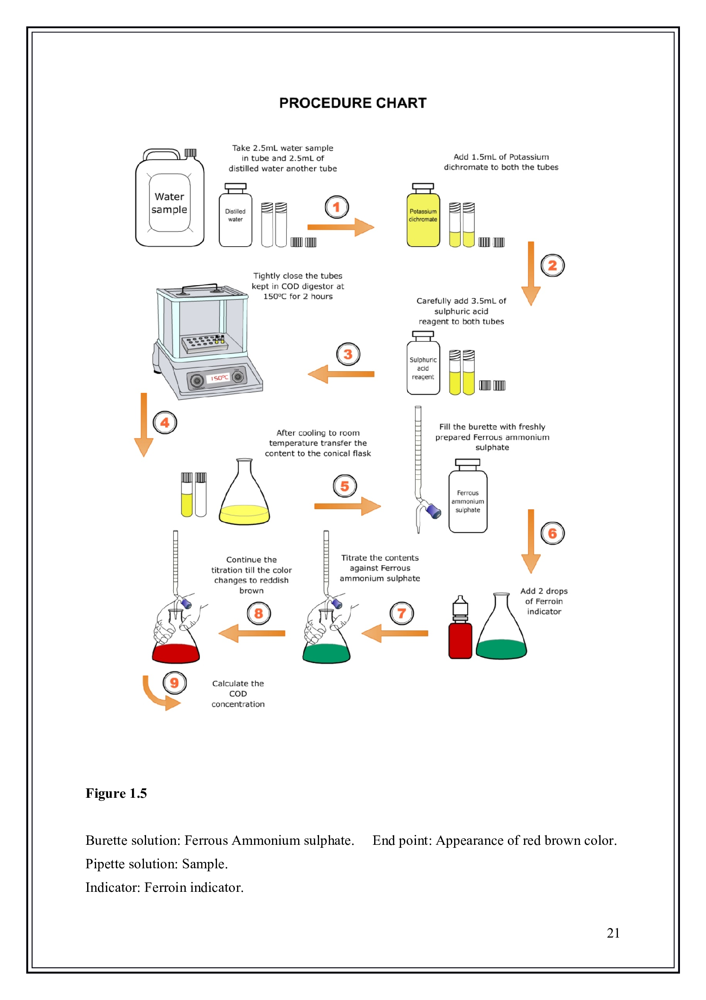 PROCEDURE CHART
Take 2.5mL water sample
in tube and 2.5mL of
distilled water another tube
Water
sample
Distilled
water
1
Add 1.5mL of Potassium
dichromate to both the tubes
Potassium
dichromate
2
Carefully add 3.5mL of
sulphuric acid
reagent to both tubes
Sulphuric
acid
reagent
3
Tightly close the tubes
kept in COD digestor at
150ºC for 2 hours
150ºC
4
After cooling to room
temperature transfer the
content to the conical flask
5
Fill the burette with freshly
prepared Ferrous ammonium
sulphate
Ferrous
ammonium
sulphate
6
Add 2 drops
of Ferroin
indicator
7
Titrate the contents
against Ferrous
ammonium sulphate
8
Continue the
titration till the color
changes to reddish
brown
9
Calculate the
COD
concentration
Figure 1.5
Burette solution: Ferrous Ammonium sulphate. End point: Appearance of red brown color.
Pipette solution: Sample.
Indicator: Ferroin indicator.
21